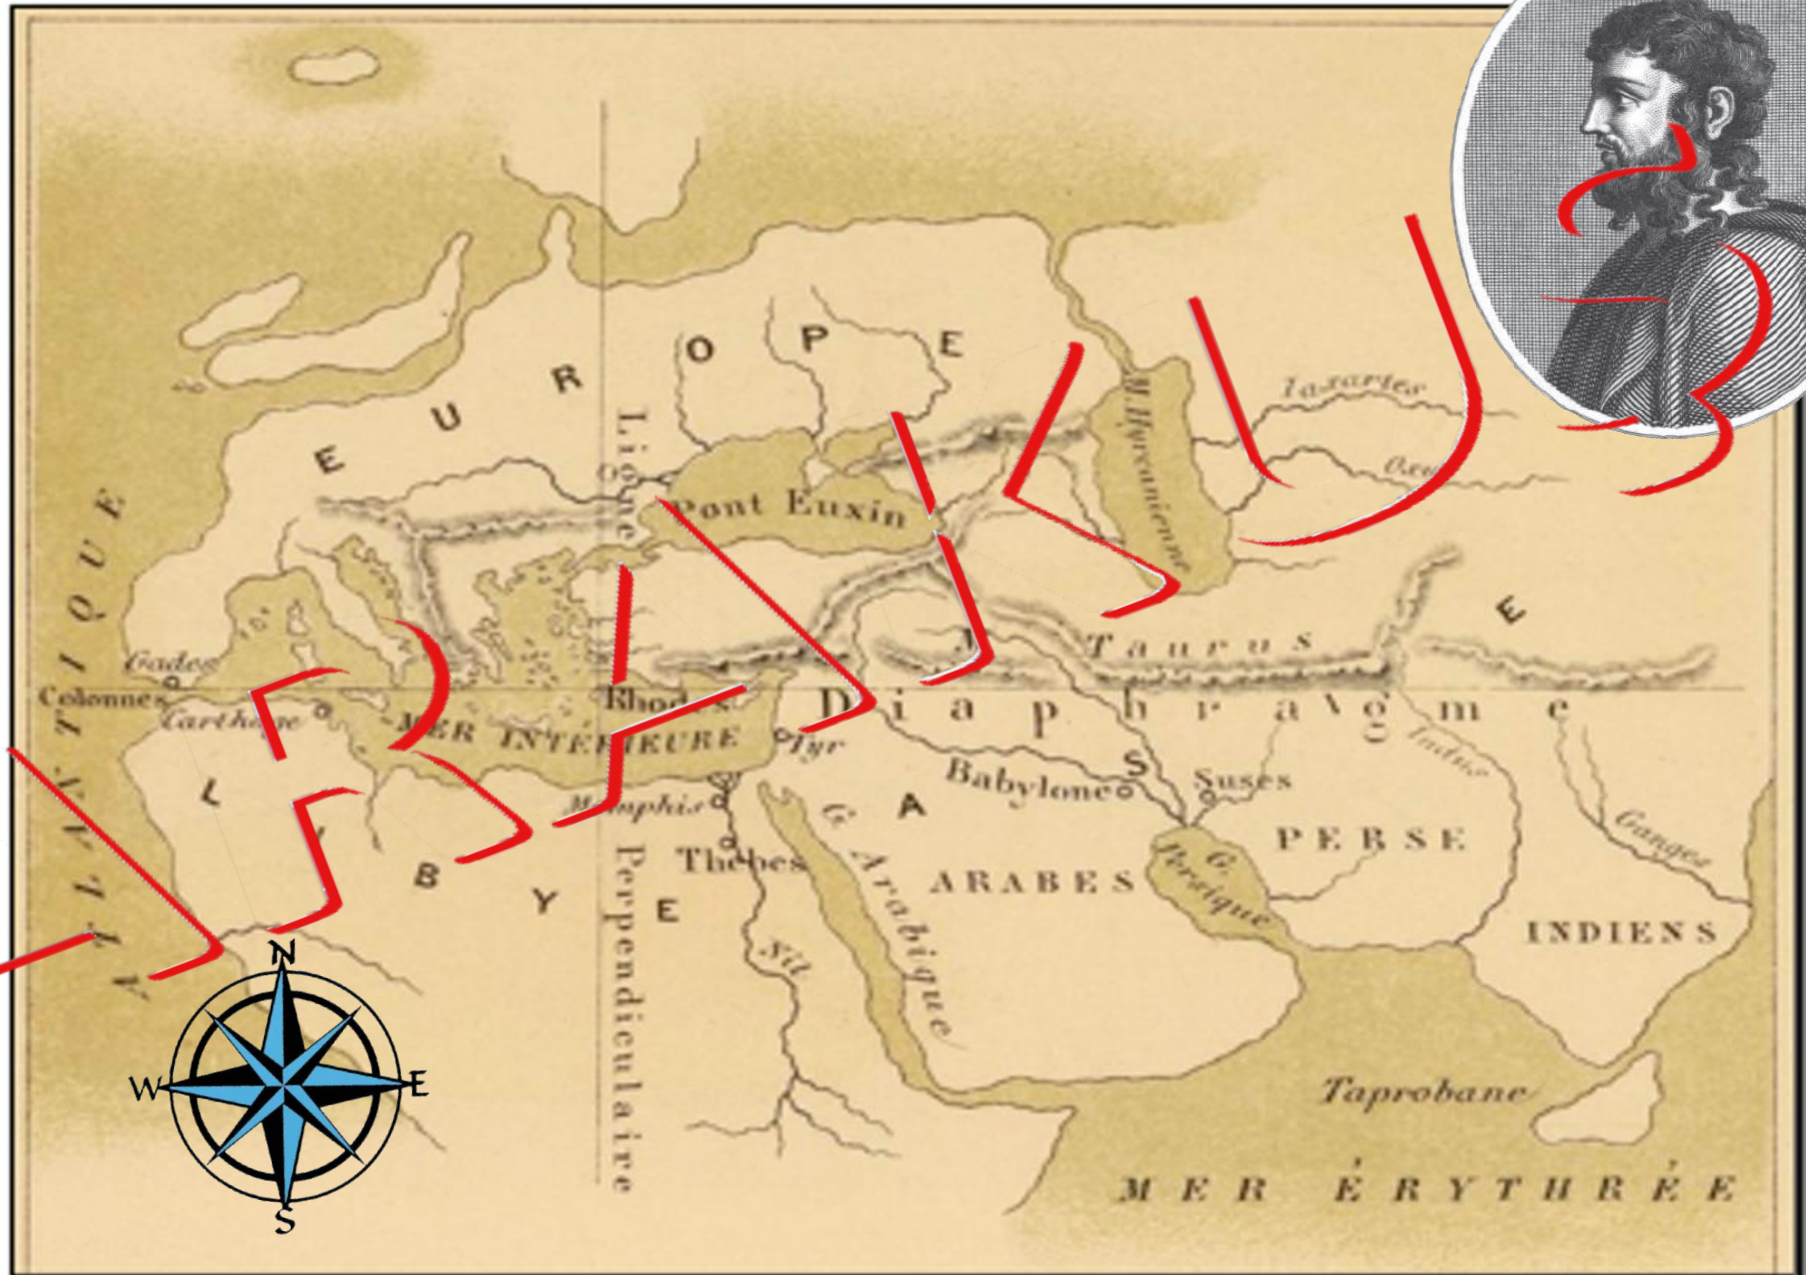 EUROPE
Pont Euxin
M. Hyrcanienne
Iaxartes
Oxus
ATLANTIQUE
Ligne
Perpendiculaire
Gades
Colonnes
Carthage
Rhodes
MER INTÉRIEURE
Tyr
Taurus
Diaphragme
ASIE
Indus
Ganges
Babylone
Suses
Memphis
Thèbes
LIBYE
G. Arabique
ARABES
G. Persique
PERSE
INDIENS
Nil
Taprobane
MER ÉRYTHRÉE
N
W E
S